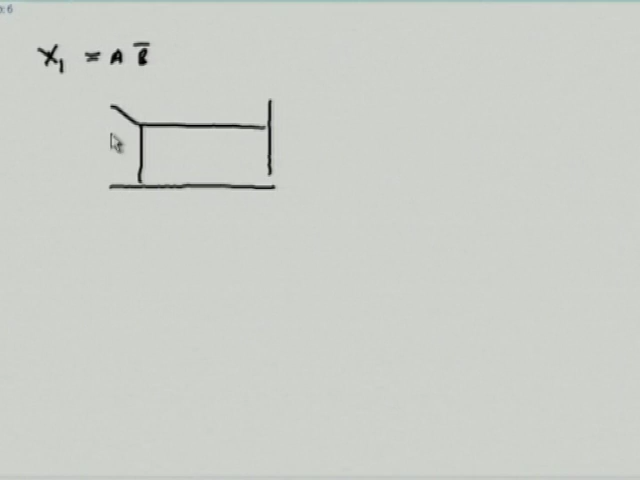 X₁ = A B̅